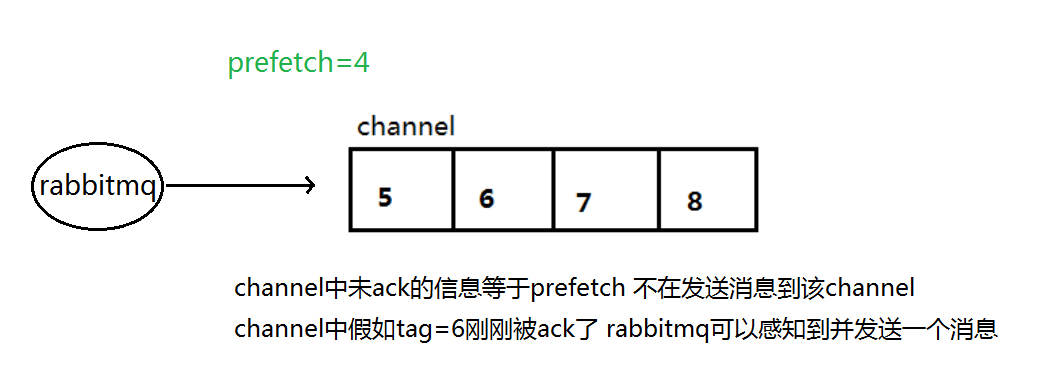 prefetch=4
channel
rabbitmq
5 6 7 8
channel中未ack的信息等于prefetch 不在发送消息到该channel
channel中假如tag=6刚刚被ack了 rabbitmq可以感知到并发送一个消息